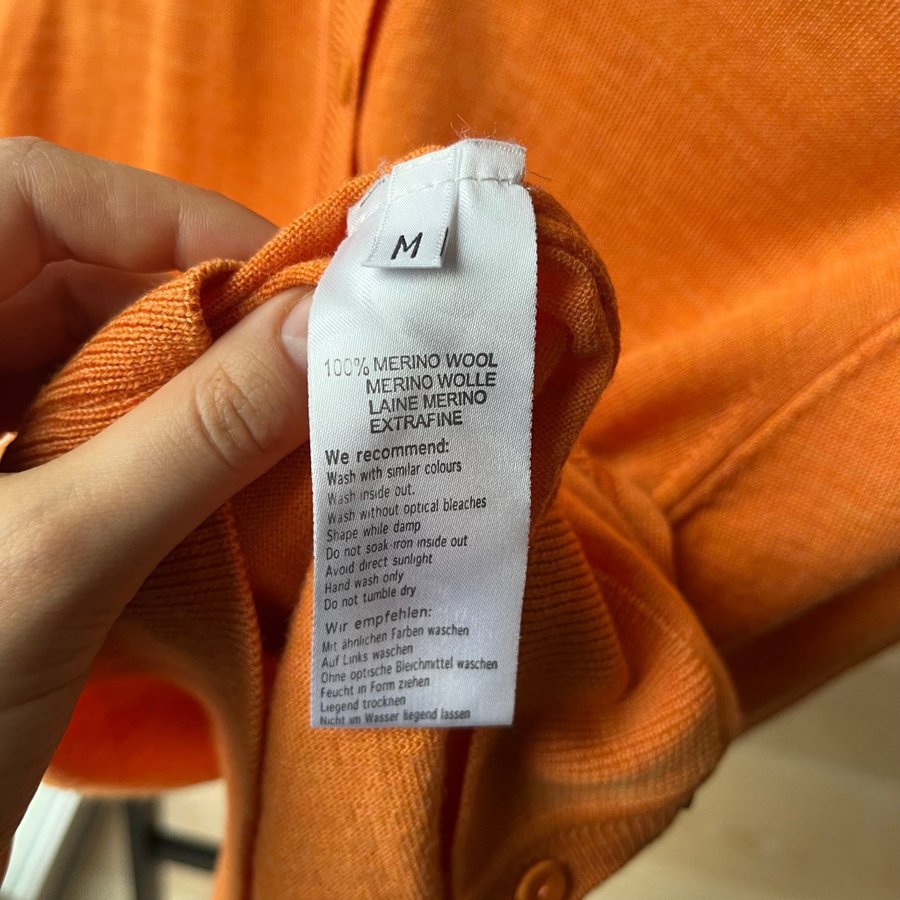 M
100% MERINO WOOL
MERINO WOLLE
LAINE MERINO
EXTRAFINE
We recommend:
Wash with similar colours
Wash inside out.
Wash without optical bleaches
Shape while damp
Do not soak-iron inside out
Avoid direct sunlight
Hand wash only
Do not tumble dry
Wir empfehlen:
Mit ähnlichen Farben waschen
Auf Links waschen
Ohne optische Bleichmittel waschen
Feucht in Form ziehen
Liegend trocknen
Nicht im Wasser liegend lassen